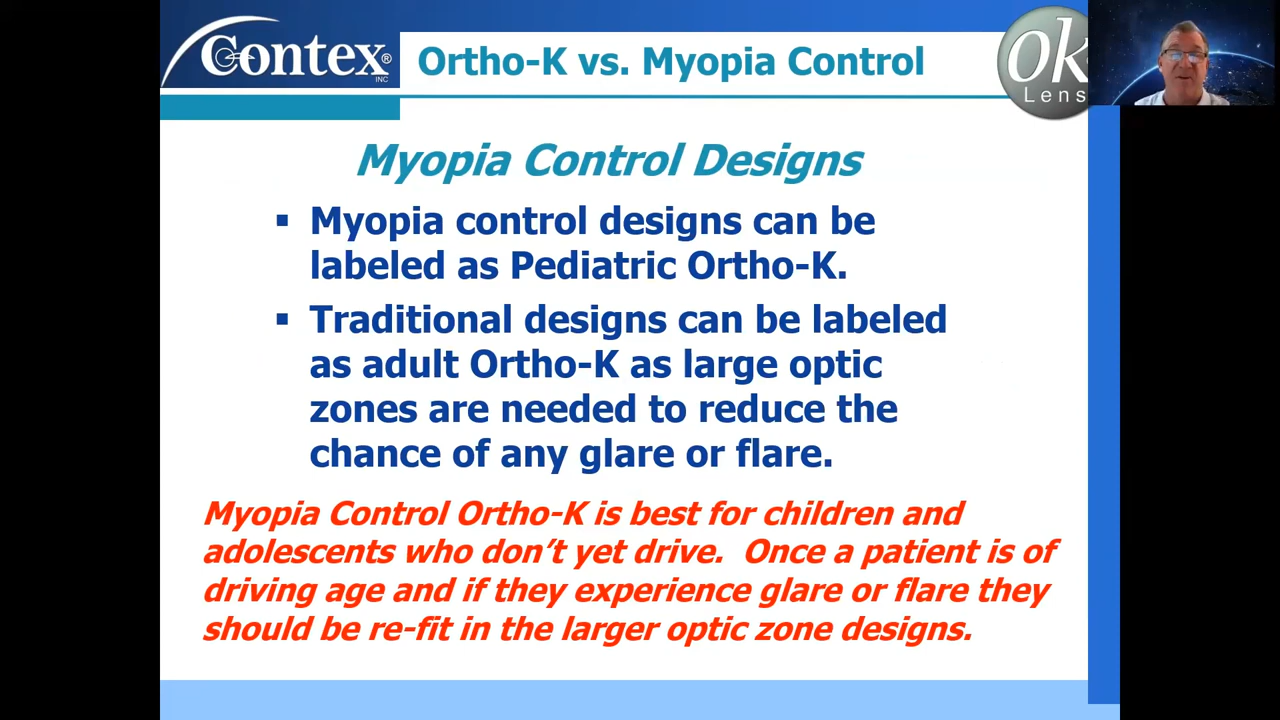 Contex®
INC
Ortho-K vs. Myopia Control
ok
Lens
Myopia Control Designs
▪ Myopia control designs can be
labeled as Pediatric Ortho-K.
▪ Traditional designs can be labeled
as adult Ortho-K as large optic
zones are needed to reduce the
chance of any glare or flare.
Myopia Control Ortho-K is best for children and
adolescents who don’t yet drive.  Once a patient is of
driving age and if they experience glare or flare they
should be re-fit in the larger optic zone designs.